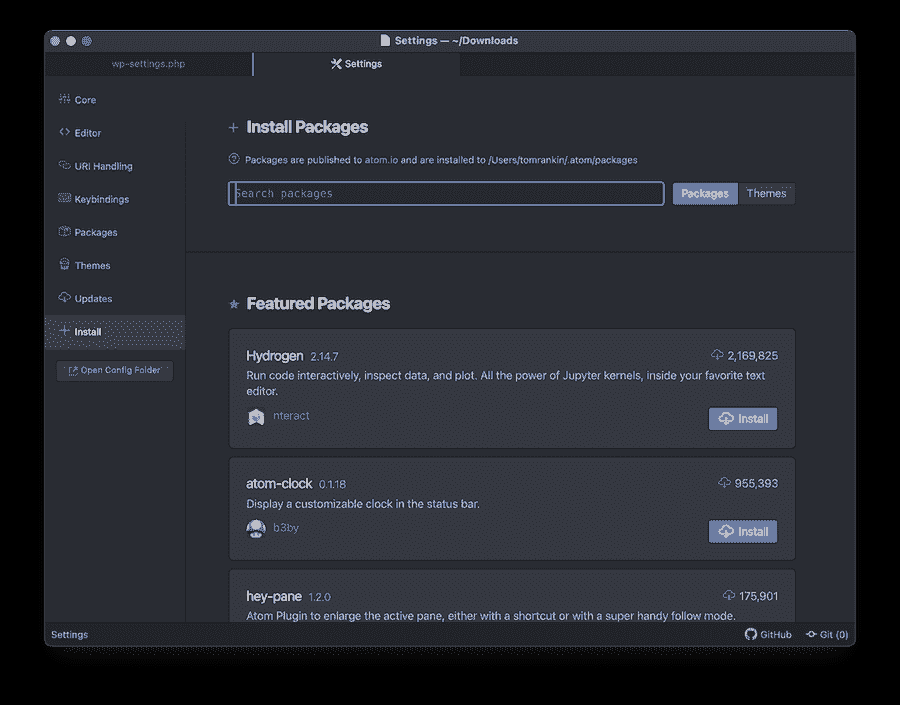 Settings — ~/Downloads
wp-settings.php
Settings
Core
Editor
URI Handling
Keybindings
Packages
Themes
Updates
Install
Open Config Folder
Install Packages
Packages are published to atom.io and are installed to /Users/tomrankin/.atom/packages
Search packages
Packages
Themes
Featured Packages
Hydrogen 2.14.7
2,169,825
Run code interactively, inspect data, and plot. All the power of Jupyter kernels, inside your favorite text
editor.
nteract
Install
atom-clock 0.1.18
955,393
Display a customizable clock in the status bar.
b3by
Install
hey-pane 1.2.0
175,901
Atom Plugin to enlarge the active pane, either with a shortcut or with a super handy follow mode.
Settings
GitHub
Git (0)